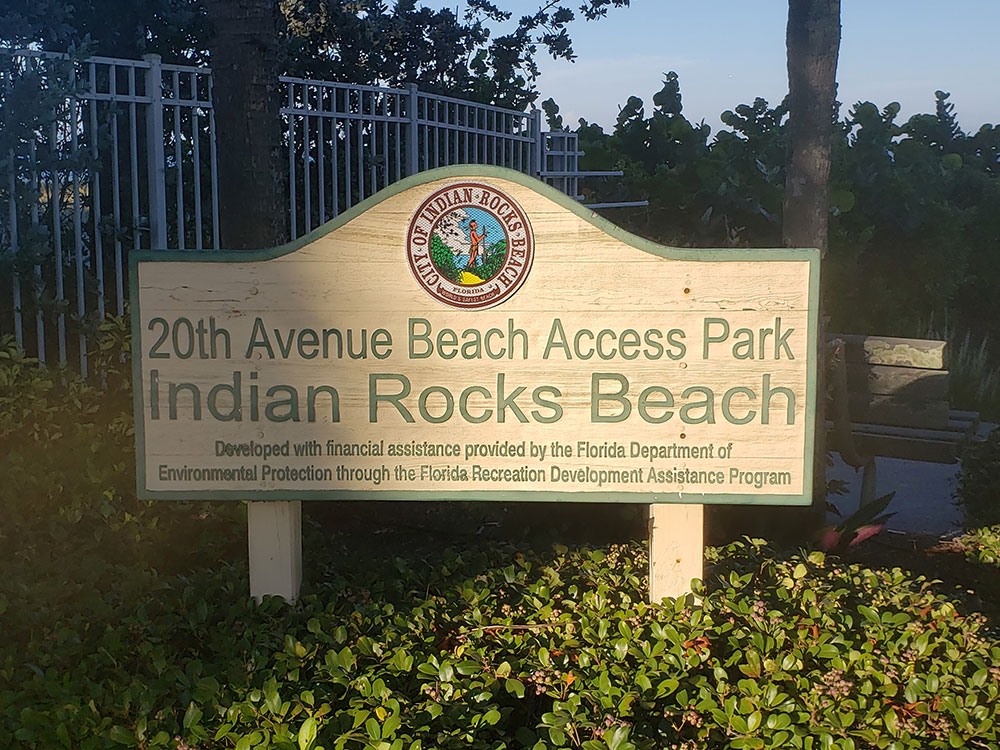 CITY OF INDIAN ROCKS BEACH
FLORIDA
20th Avenue Beach Access Park
Indian Rocks Beach
Developed with financial assistance provided by the Florida Department of
Environmental Protection through the Florida Recreation Development Assistance Program